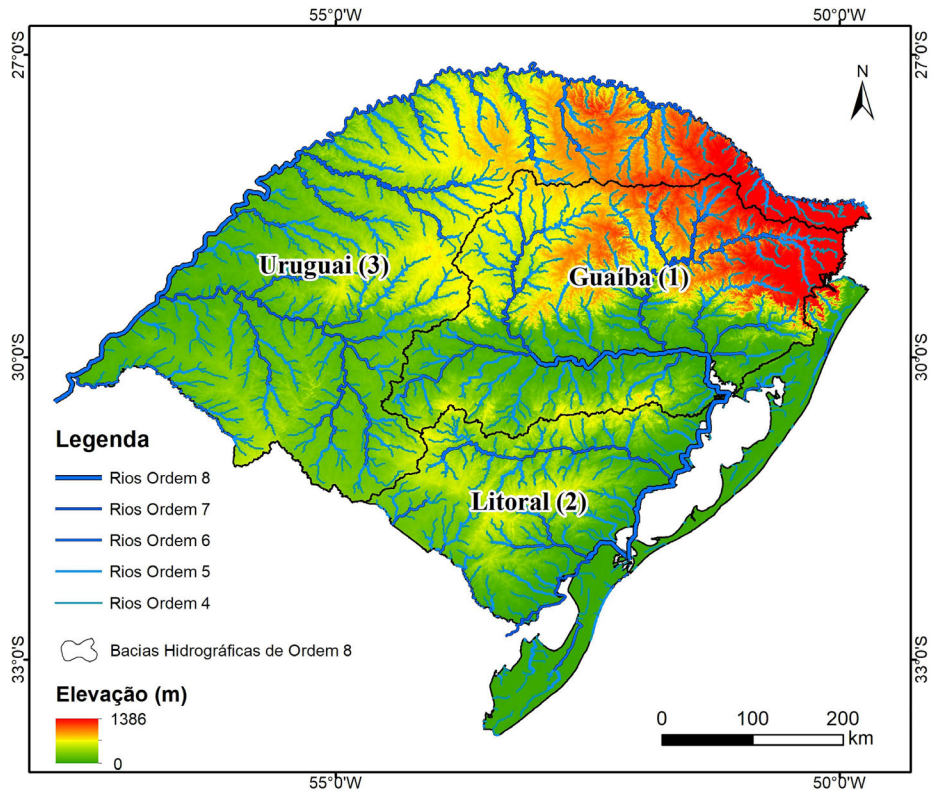 55°0'W 50°0'W
27°0'S 27°0'S
N
Uruguai (3) Guaíba (1)
30°0'S 30°0'S
Legenda
Rios Ordem 8
Rios Ordem 7
Litoral (2)
Rios Ordem 6
Rios Ordem 5
Rios Ordem 4
Bacias Hidrográficas de Ordem 8
33°0'S 33°0'S
Elevação (m)
1386
0
0 100 200
km
55°0'W 50°0'W